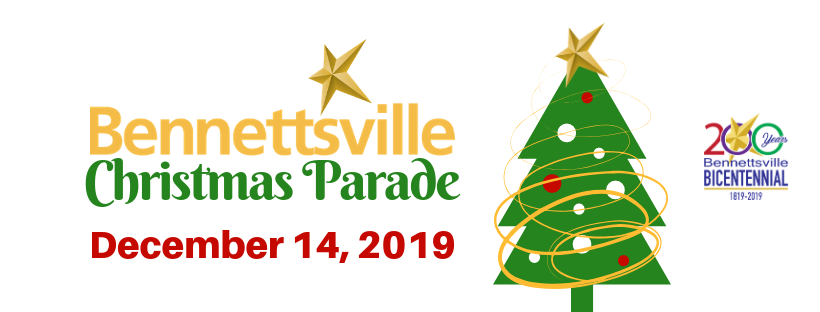 Bennettsville
Christmas Parade
December 14, 2019
200 Years
Bennettsville
BICENTENNIAL
1819-2019